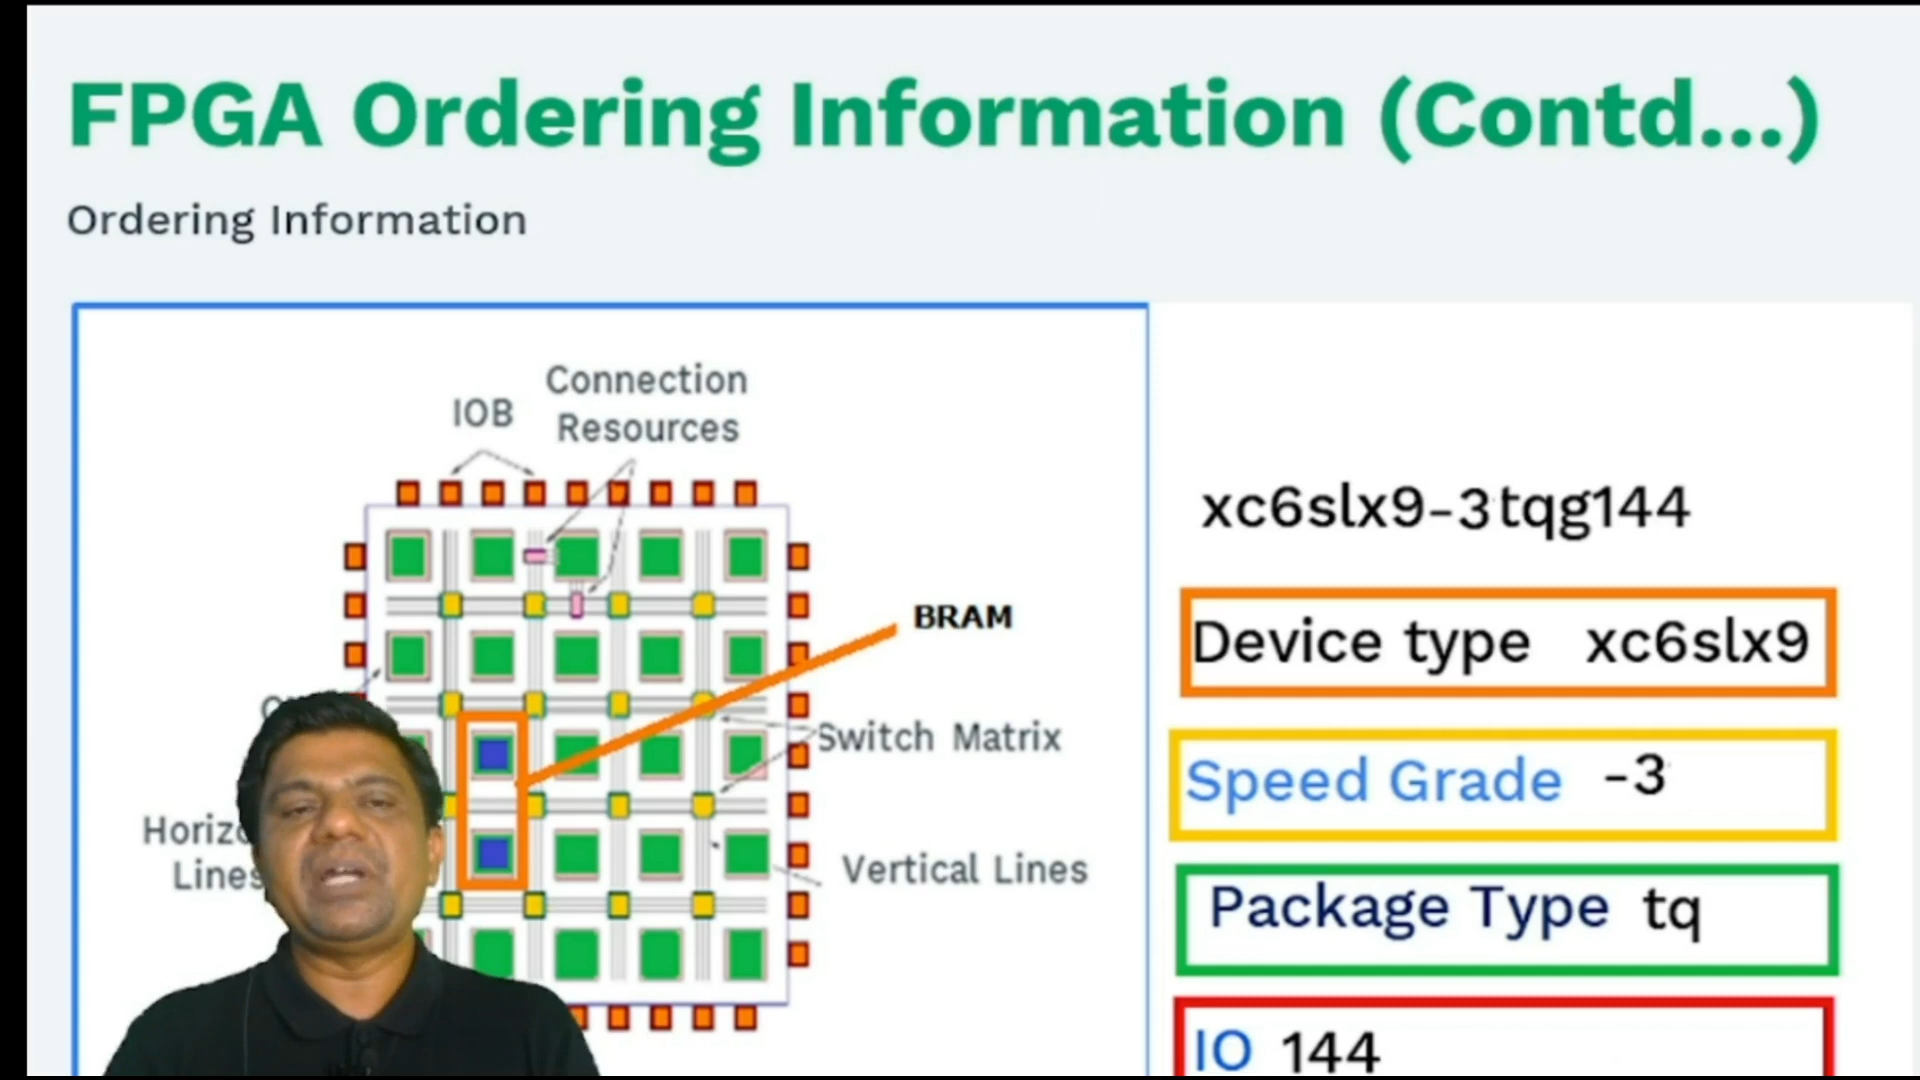 FPGA Ordering Information (Contd...)
Ordering Information
Connection
Resources
IOB
BRAM
Switch Matrix
Lines
Vertical Lines
xc6slx9-3tqg144
Device type xc6slx9
Speed Grade -3
Package Type tq
IO 144